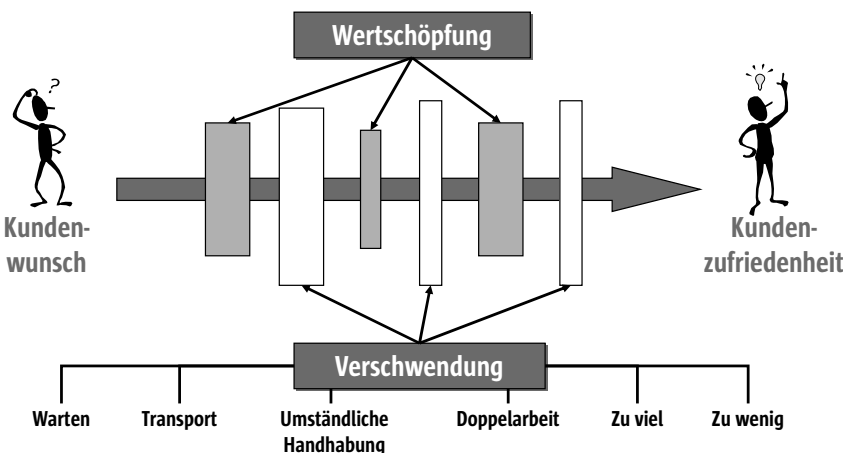 Wertschöpfung
?
Kunden-
wunsch
Kunden-
zufriedenheit
Verschwendung
Warten
Transport
Umständliche
Handhabung
Doppelarbeit
Zu viel
Zu wenig